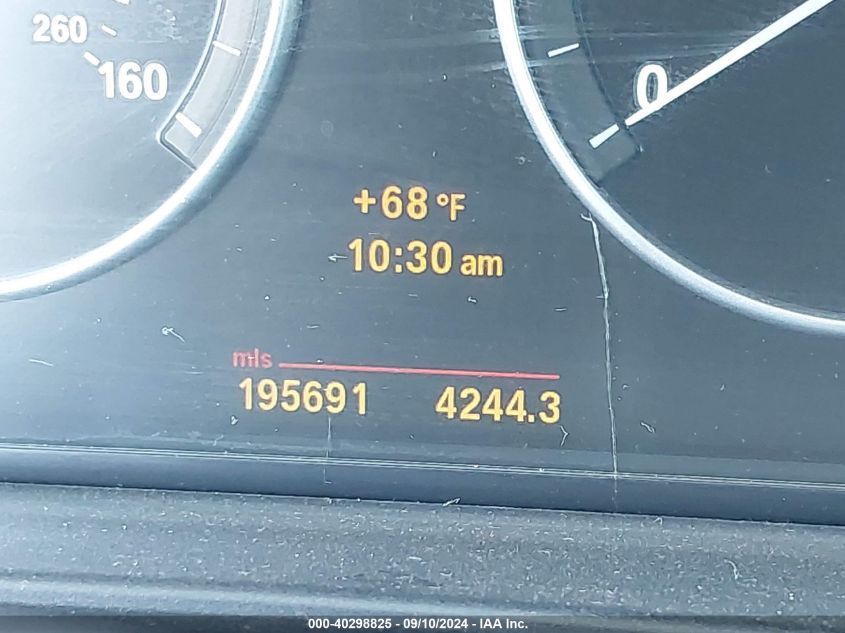 260
160
0
+68 °F
10:30 am
mls
195691 4244.3
000-40298825 - 09/10/2024 - IAA Inc.